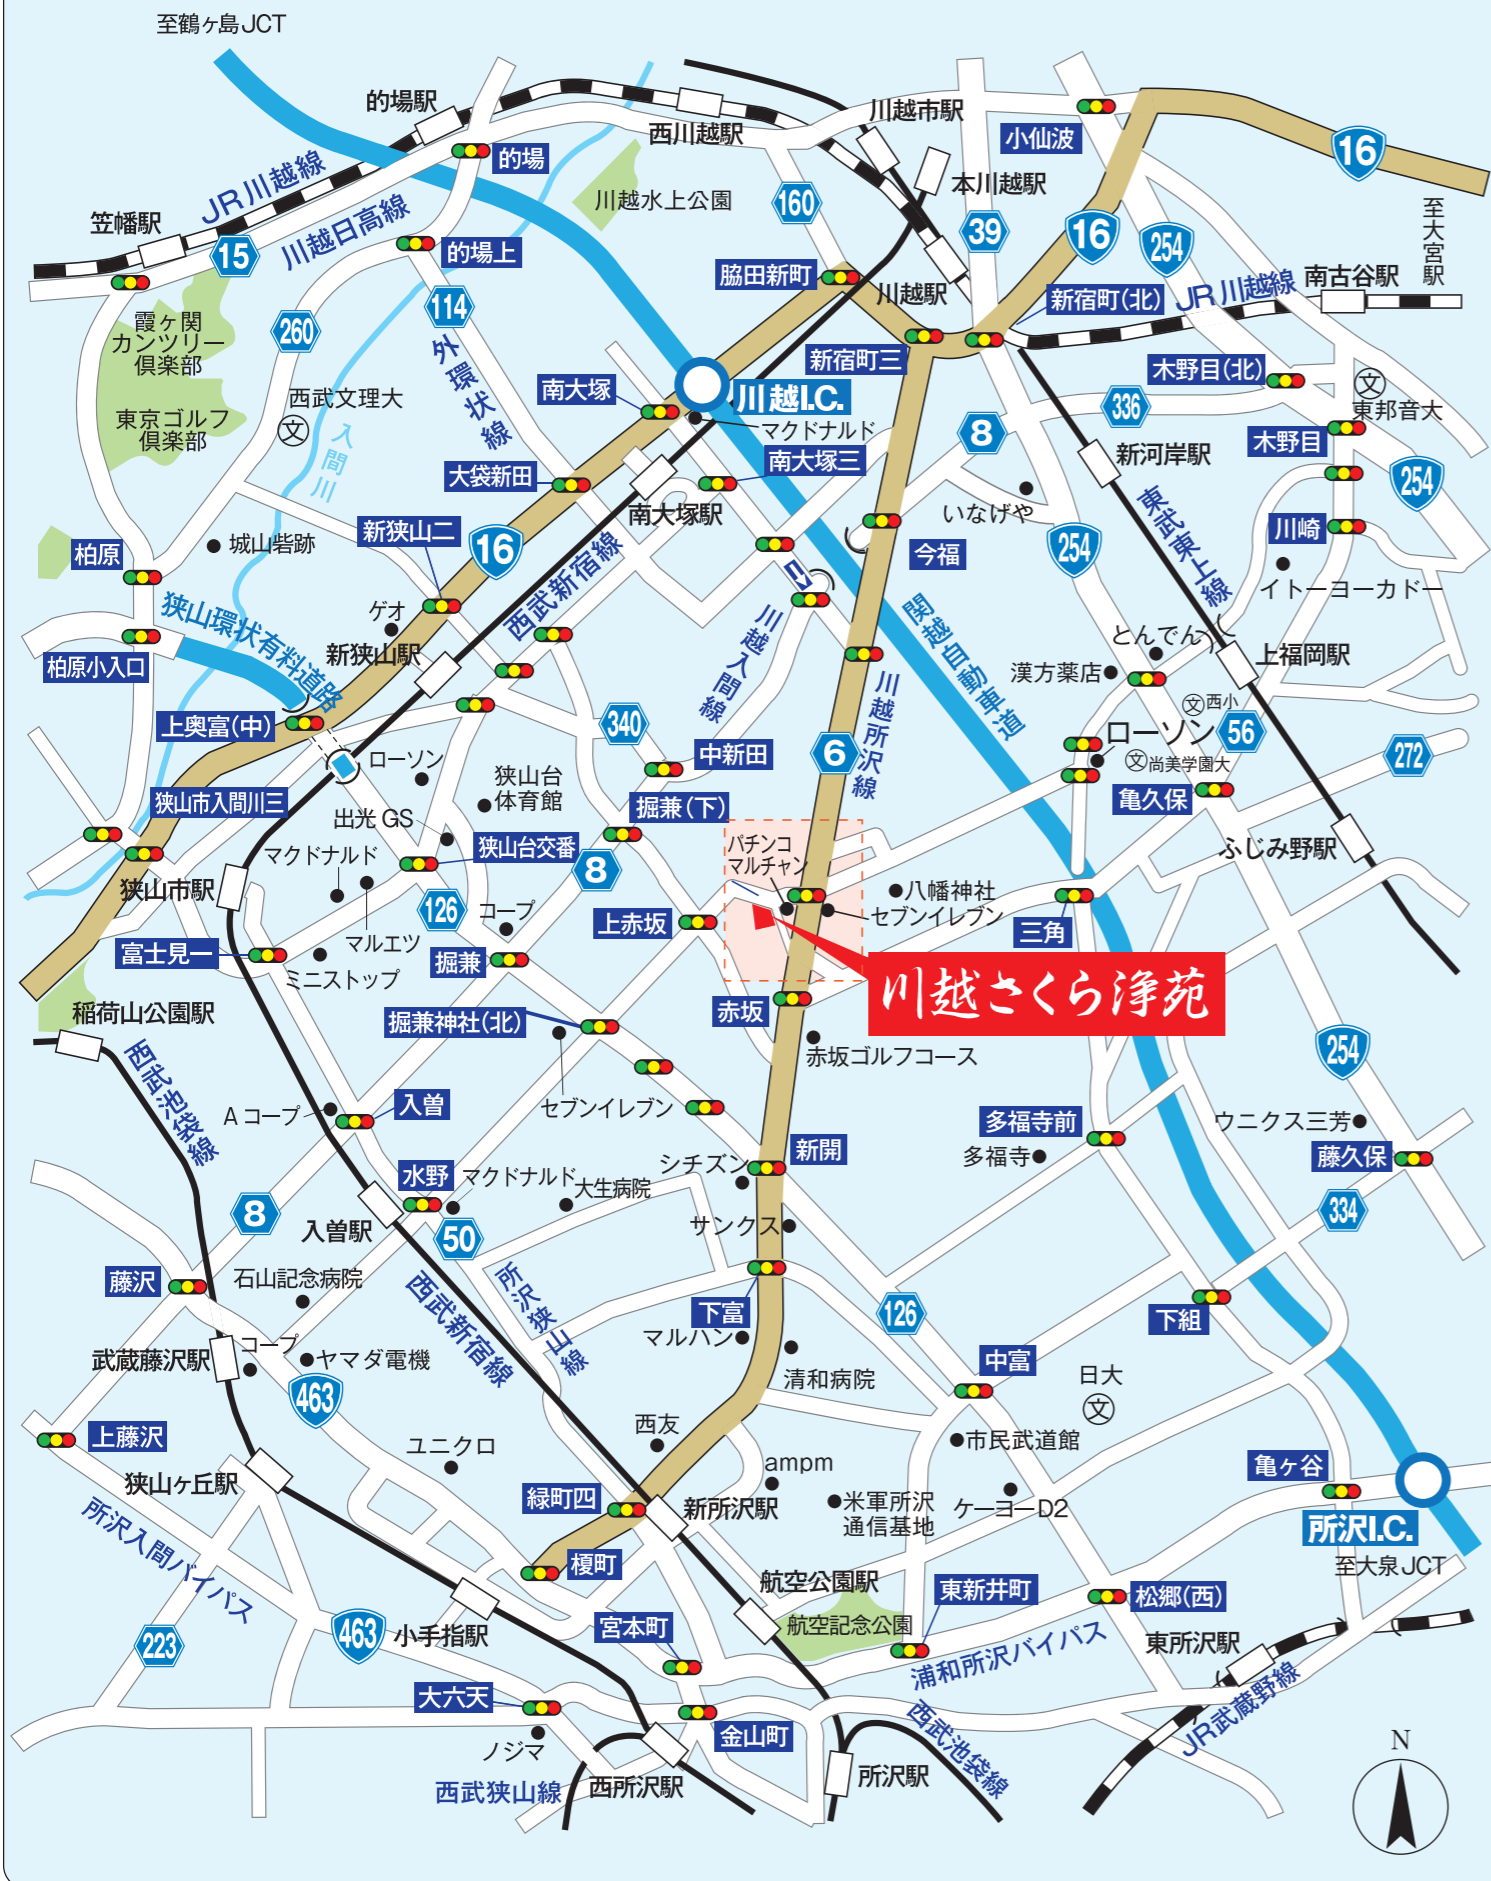 至鶴ヶ島JCT
的場駅
西川越駅
川越市駅
小仙波
16
JR川越線
的場
川越水上公園
160
本川越駅
39
16
254
至大宮駅
笠幡駅
15
川越日高線
的場上
脇田新町
川越駅
新宿町(北)
JR川越線
南古谷駅
霞ヶ関
カンツリー
倶楽部
260
114
外環状線
新宿町三
木野目(北)
文
東邦音大
東京ゴルフ
倶楽部
西武文理大
文
入間川
南大塚
川越I.C.
マクドナルド
336
8
木野目
新河岸駅
254
大袋新田
南大塚三
南大塚駅
いなげや
新狭山二
16
今福
254
東武東上線
川崎
イトーヨーカドー
柏原
城山砦跡
狭山環状有料道路
ゲオ
新狭山駅
西武新宿線
川越入間線
関越自動車道
とんでん
漢方薬店
上福岡駅
柏原小入口
上奥富(中)
340
中新田
6
川越所沢線
文
西小
ローソン
56
文
尚美学園大
272
ローソン
狭山市入間川三
狭山台
体育館
掘兼(下)
亀久保
出光GS
マクドナルド
狭山台交番
8
パチンコ
マルチャン
ふじみ野駅
狭山市駅
126
コープ
上赤坂
八幡神社
セブンイレブン
三角
富士見一
マルエツ
ミニストップ
掘兼
川越さくら浄苑
稲荷山公園駅
掘兼神社(北)
赤坂
赤坂ゴルフコース
254
西武池袋線
Aコープ
入曽
セブンイレブン
多福寺前
多福寺
ウニクス三芳
藤久保
水野
マクドナルド
大生病院
シチズン
新開
8
入曽駅
50
サンクス
334
藤沢
石山記念病院
西武新宿線
所沢狭山線
下富
マルハン
126
下組
武蔵藤沢駅
コープ
ヤマダ電機
463
清和病院
中富
日大
文
上藤沢
狭山ヶ丘駅
ユニクロ
西友
市民武道館
ampm
亀ヶ谷
緑町四
新所沢駅
米軍所沢
通信基地
ケーヨーD2
所沢I.C.
至大泉JCT
所沢入間バイパス
榎町
航空公園駅
東新井町
松郷(西)
223
463
小手指駅
宮本町
航空記念公園
浦和所沢バイパス
東所沢駅
大六天
金山町
西武池袋線
JR武蔵野線
ノジマ
西武狭山線
西所沢駅
所沢駅
N